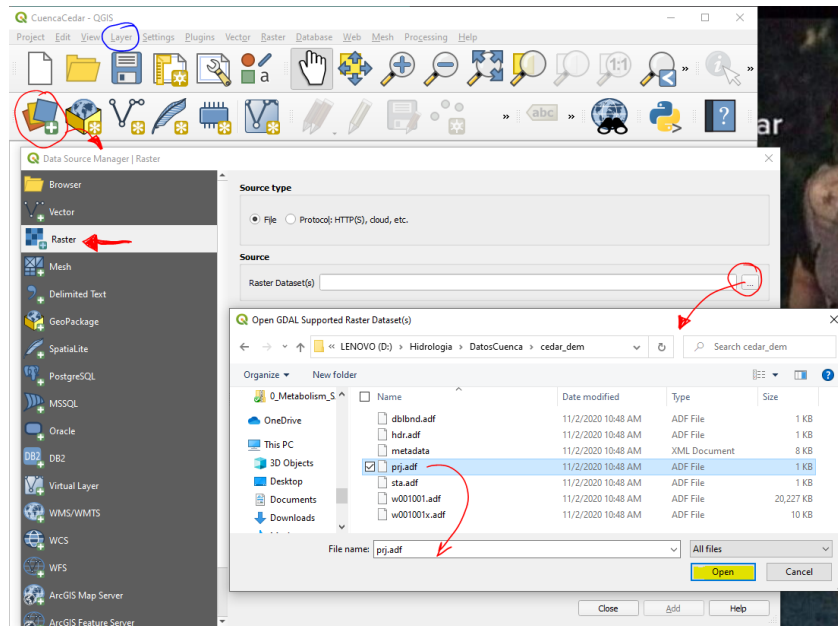 CuencaCedar - QGIS
Project Edit View Layer Settings Plugins Vector Raster Database Web Mesh Processing Help
a
1:1
»
»
»
abc
»
?
ar
Data Source Manager | Raster
Browser
Vector
Raster
Mesh
Delimited Text
GeoPackage
SpatiaLite
PostgreSQL
MSSQL
Oracle
DB2
DB2
Virtual Layer
WMS/WMTS
WCS
WFS
ArcGIS Map Server
ArcGIS Feature Server
Source type
File Protocol: HTTP(S), cloud, etc.
Source
Raster Dataset(s)
...
Open GDAL Supported Raster Dataset(s)
« LENOVO (D:) > Hidrologia > DatosCuenca > cedar_dem
Search cedar_dem
Organize New folder
?
0_Metabolism_S
OneDrive
This PC
3D Objects
Desktop
Documents
Downloads
Name Date modified Type Size
dblbnd.adf 11/2/2020 10:48 AM ADF File 1 KB
hdr.adf 11/2/2020 10:48 AM ADF File 1 KB
metadata 11/2/2020 10:48 AM XML Document 8 KB
prj.adf 11/2/2020 10:48 AM ADF File 1 KB
sta.adf 11/2/2020 10:48 AM ADF File 1 KB
w001001.adf 11/2/2020 10:48 AM ADF File 20,227 KB
w001001x.adf 11/2/2020 10:48 AM ADF File 10 KB
File name: prj.adf
All files
Open Cancel
Close Add Help